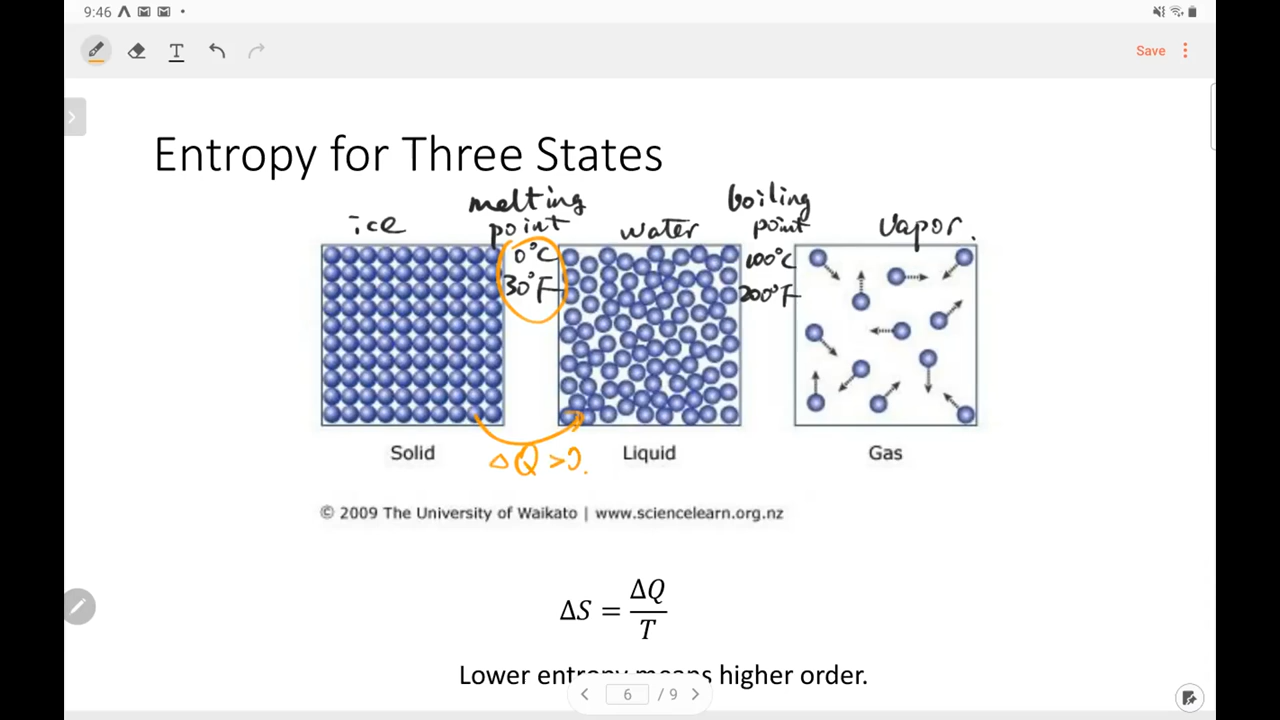 9:46
Save
Entropy for Three States
ice
melting
point
0°C
30°F
water
boiling
point
100°C
200°F
vapor.
ΔQ >0.
Solid
Liquid
Gas
© 2009 The University of Waikato | www.sciencelearn.org.nz
ΔS = ΔQ/T
Lower entropy means higher order.
6 / 9